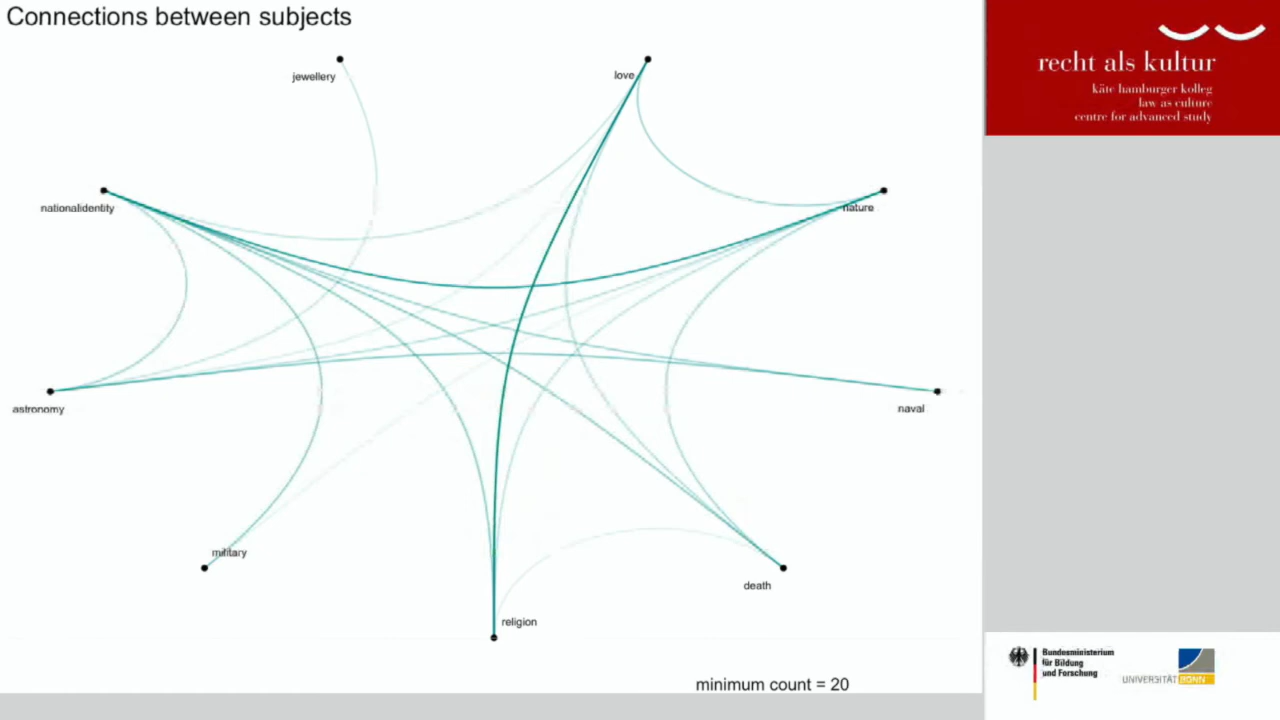 Connections between subjects
jewellery
love
nationalidentity
nature
astronomy
naval
military
death
religion
minimum count = 20
recht als kultur
käte hamburger kolleg
law as culture
centre for advanced study
Bundesministerium
für Bildung
und Forschung
UNIVERSITÄT BONN